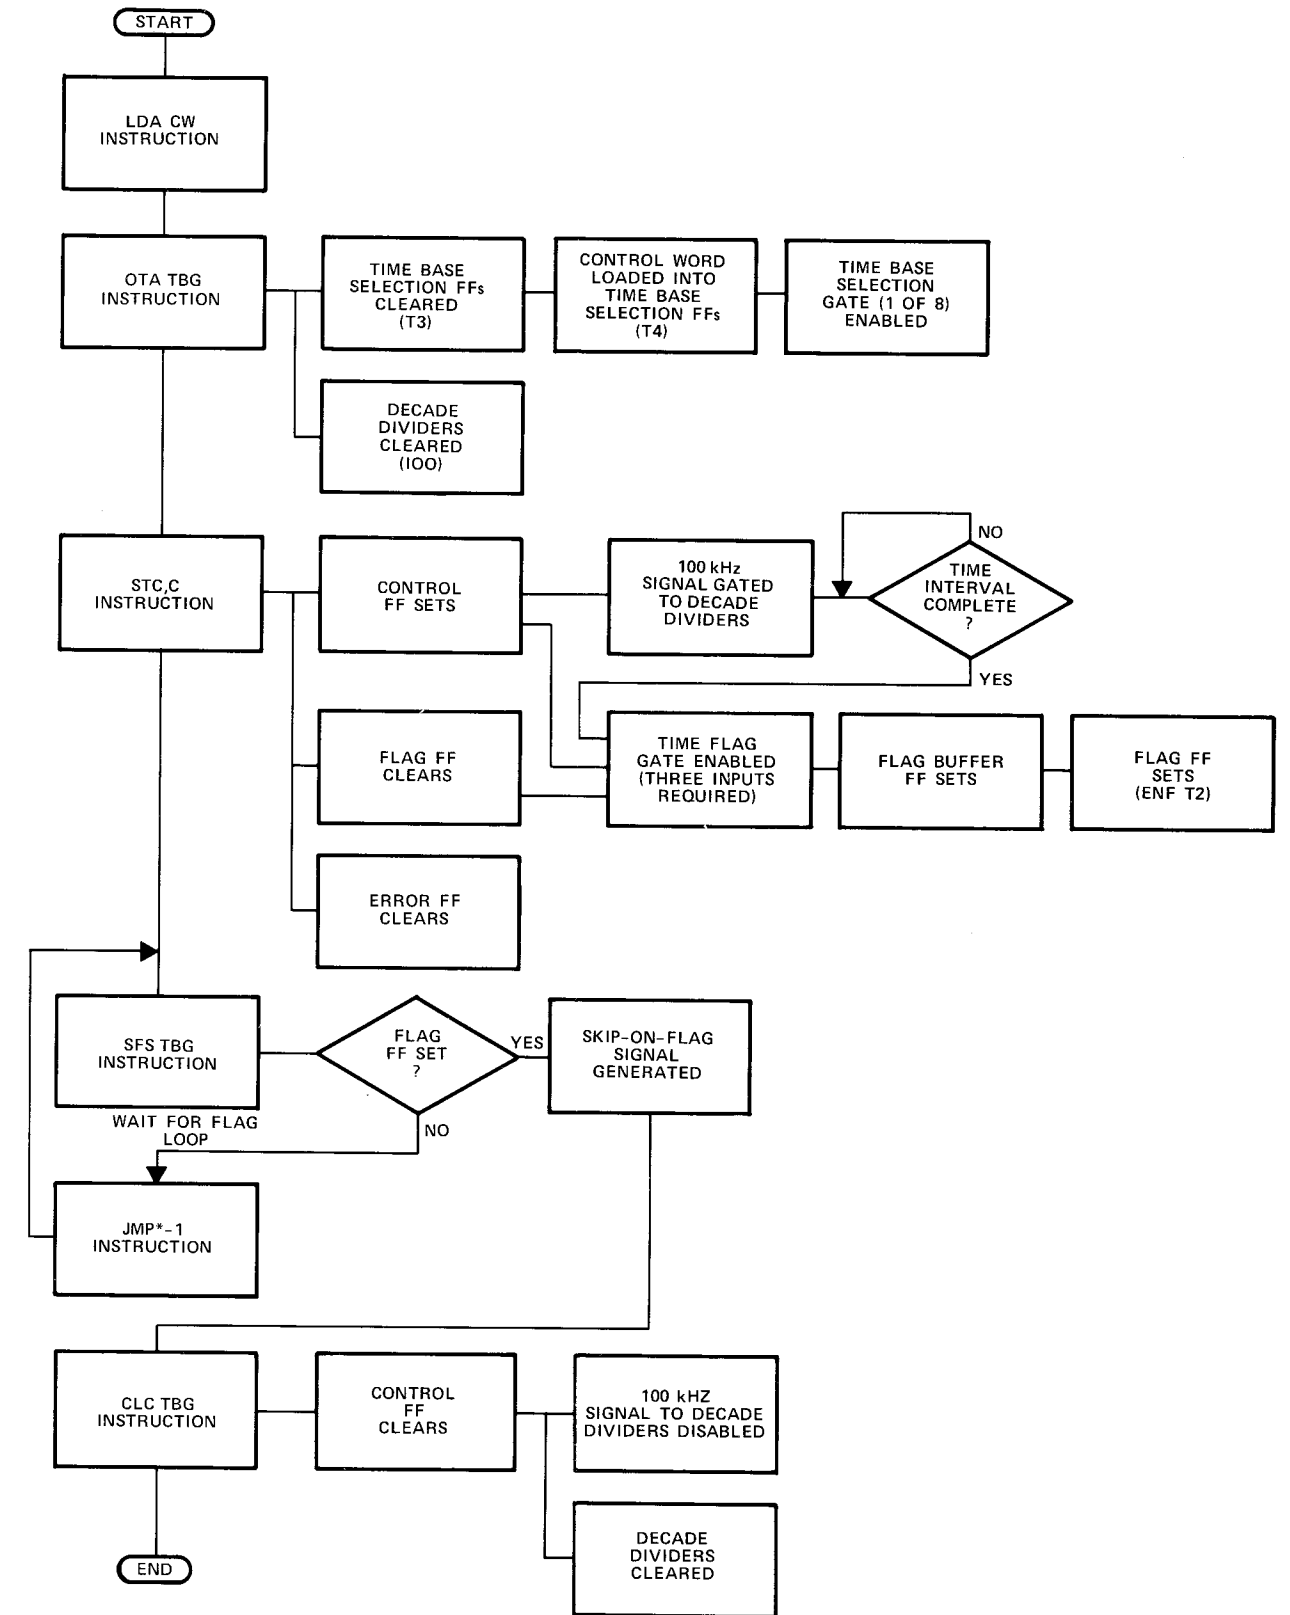 START
LDA CW
INSTRUCTION
OTA TBG
INSTRUCTION
TIME BASE
SELECTION FFs
CLEARED
(T3)
CONTROL WORD
LOADED INTO
TIME BASE
SELECTION FFs
(T4)
TIME BASE
SELECTION
GATE (1 OF 8)
ENABLED
DECADE
DIVIDERS
CLEARED
(IOO)
STC,C
INSTRUCTION
CONTROL
FF SETS
100 kHz
SIGNAL GATED
TO DECADE
DIVIDERS
NO
TIME
INTERVAL
COMPLETE
?
YES
FLAG FF
CLEARS
TIME FLAG
GATE ENABLED
(THREE INPUTS
REQUIRED)
FLAG BUFFER
FF SETS
FLAG FF
SETS
(ENF T2)
ERROR FF
CLEARS
SFS TBG
INSTRUCTION
FLAG
FF SET
?
YES
SKIP-ON-FLAG
SIGNAL
GENERATED
NO
WAIT FOR FLAG
LOOP
JMP*-1
INSTRUCTION
CLC TBG
INSTRUCTION
CONTROL
FF
CLEARS
100 kHZ
SIGNAL TO DECADE
DIVIDERS DISABLED
DECADE
DIVIDERS
CLEARED
END